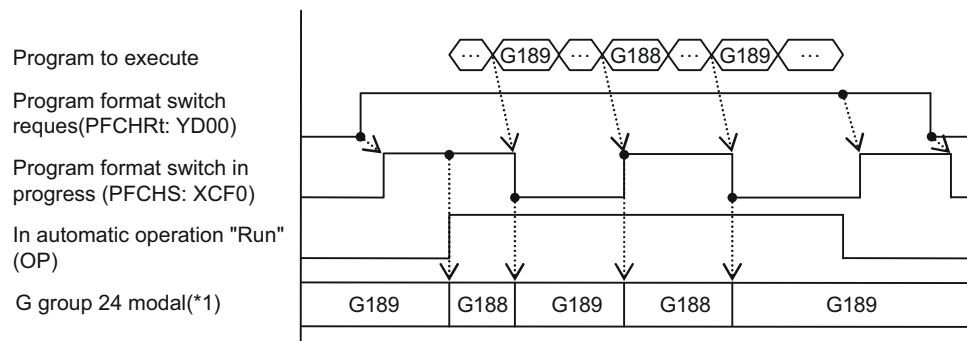 Program to execute
··· G189 ··· G188 ··· G189 ···
Program format switch
reques(PFCHRt: YD00)
Program format switch in
progress (PFCHS: XCF0)
In automatic operation "Run"
(OP)
G group 24 modal(*1)
G189 G188 G189 G188 G189